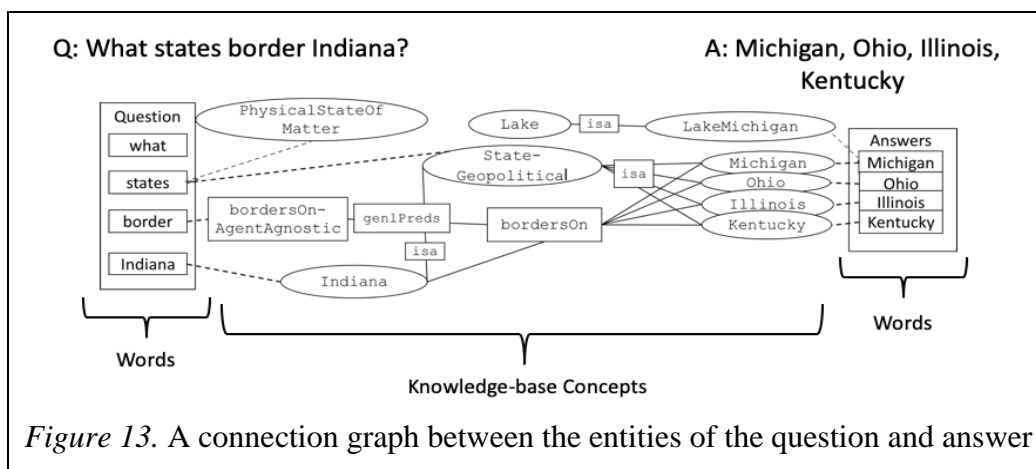 Q: What states border Indiana?
A: Michigan, Ohio, Illinois,
Kentucky
Question
what
states
border
Indiana
PhysicalStateOf
Matter
Lake
isa
LakeMichigan
State-
Geopolitical
isa
bordersOn-
AgentAgnostic
genlPreds
bordersOn
isa
Indiana
Michigan
Ohio
Illinois
Kentucky
Answers
Michigan
Ohio
Illinois
Kentucky
Words
Knowledge-base Concepts
Words
Figure 13. A connection graph between the entities of the question and answer